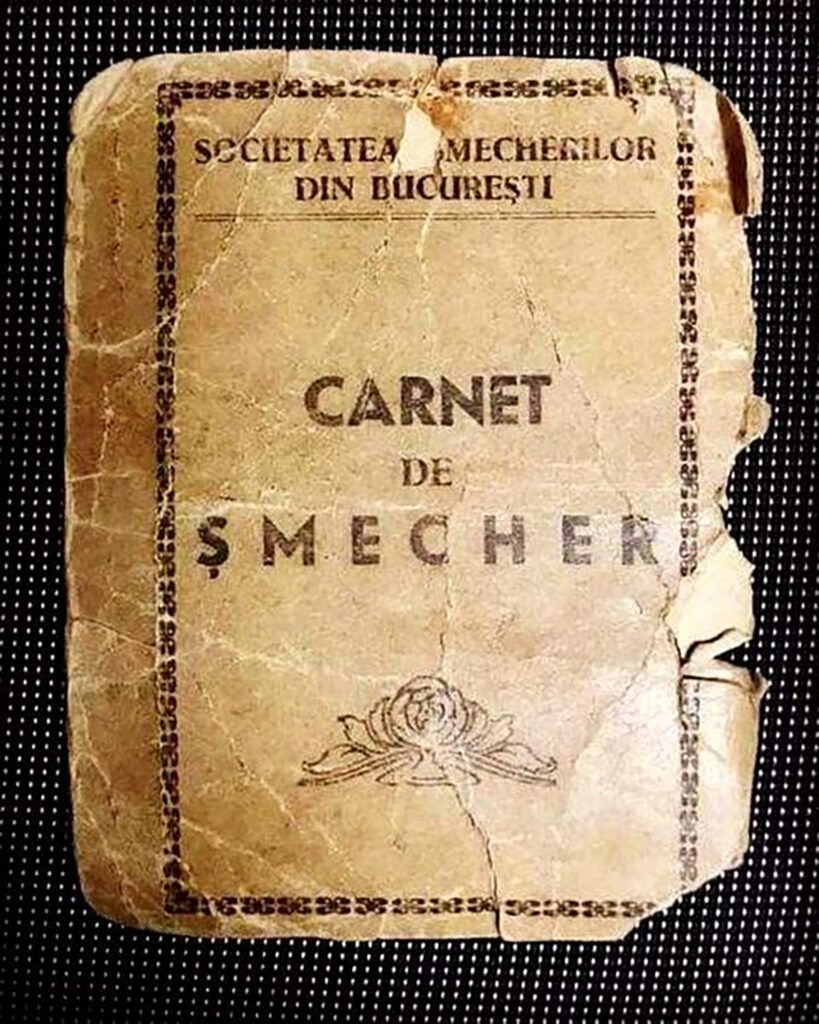 SOCIETATEA ȘMECHERILOR
DIN BUCUREȘTI
CARNET
DE
ȘMECHER